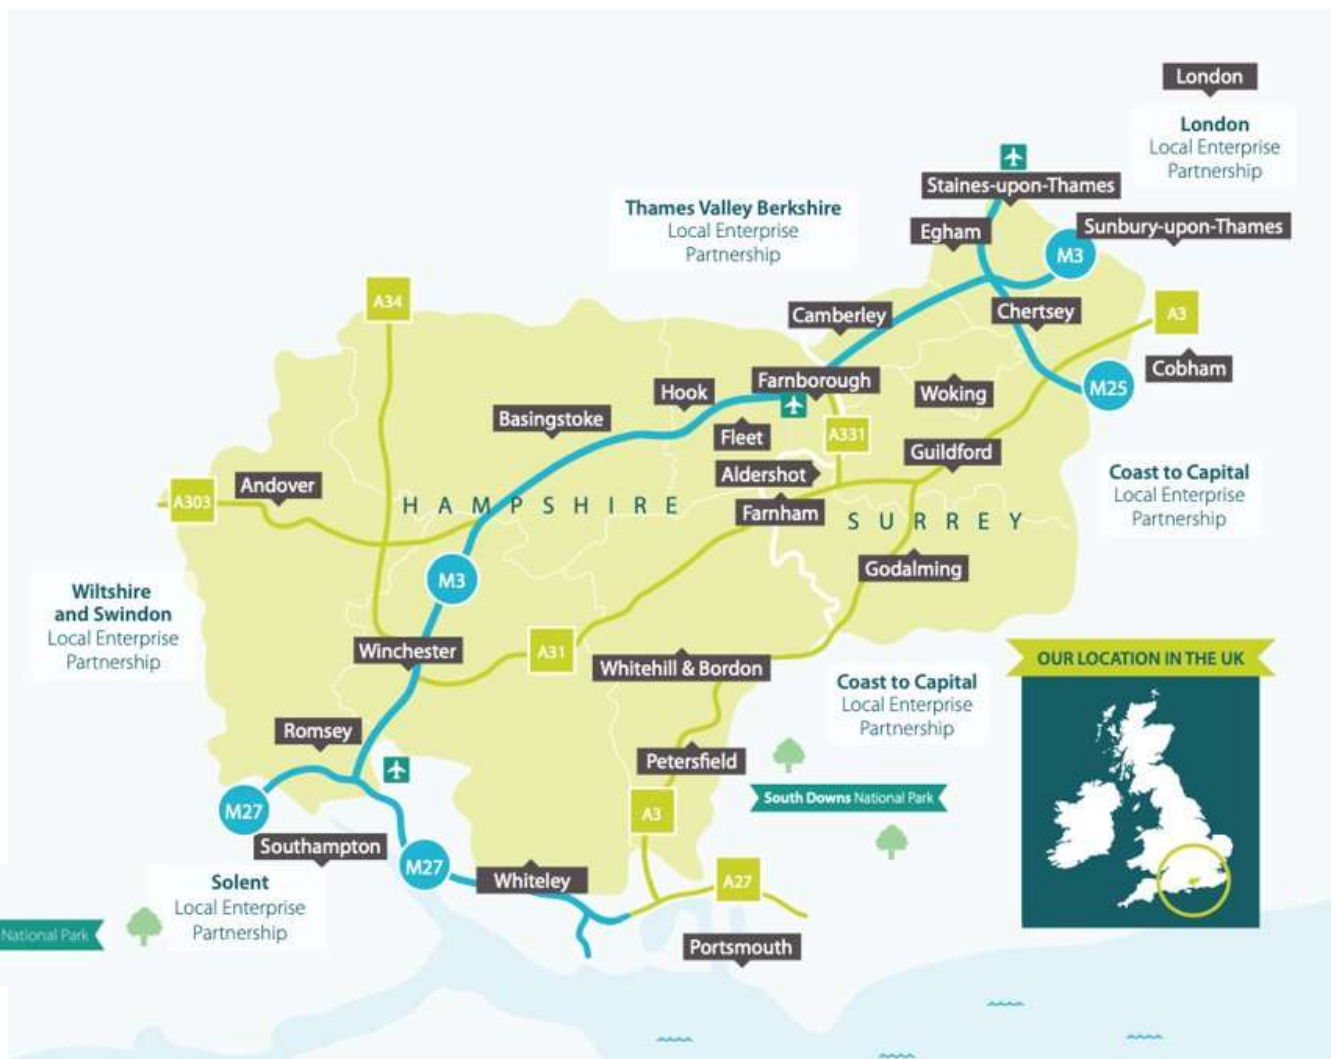 London
London
Local Enterprise
Partnership
Staines-upon-Thames
Thames Valley Berkshire
Local Enterprise
Partnership
Egham
Sunbury-upon-Thames
M3
A34
Camberley
Chertsey
A3
Cobham
Farnborough
Hook
Woking
M25
Basingstoke
Fleet
A331
Guildford
Aldershot
Andover
A303
HAMPSHIRE
Farnham
SURREY
Coast to Capital
Local Enterprise
Partnership
Godalming
M3
Wiltshire
and Swindon
Local Enterprise
Partnership
Winchester
A31
Whitehill & Bordon
OUR LOCATION IN THE UK
Coast to Capital
Local Enterprise
Partnership
Romsey
Petersfield
South Downs National Park
M27
A3
Southampton
M27
Whiteley
A27
Solent
Local Enterprise
Partnership
National Park
Portsmouth